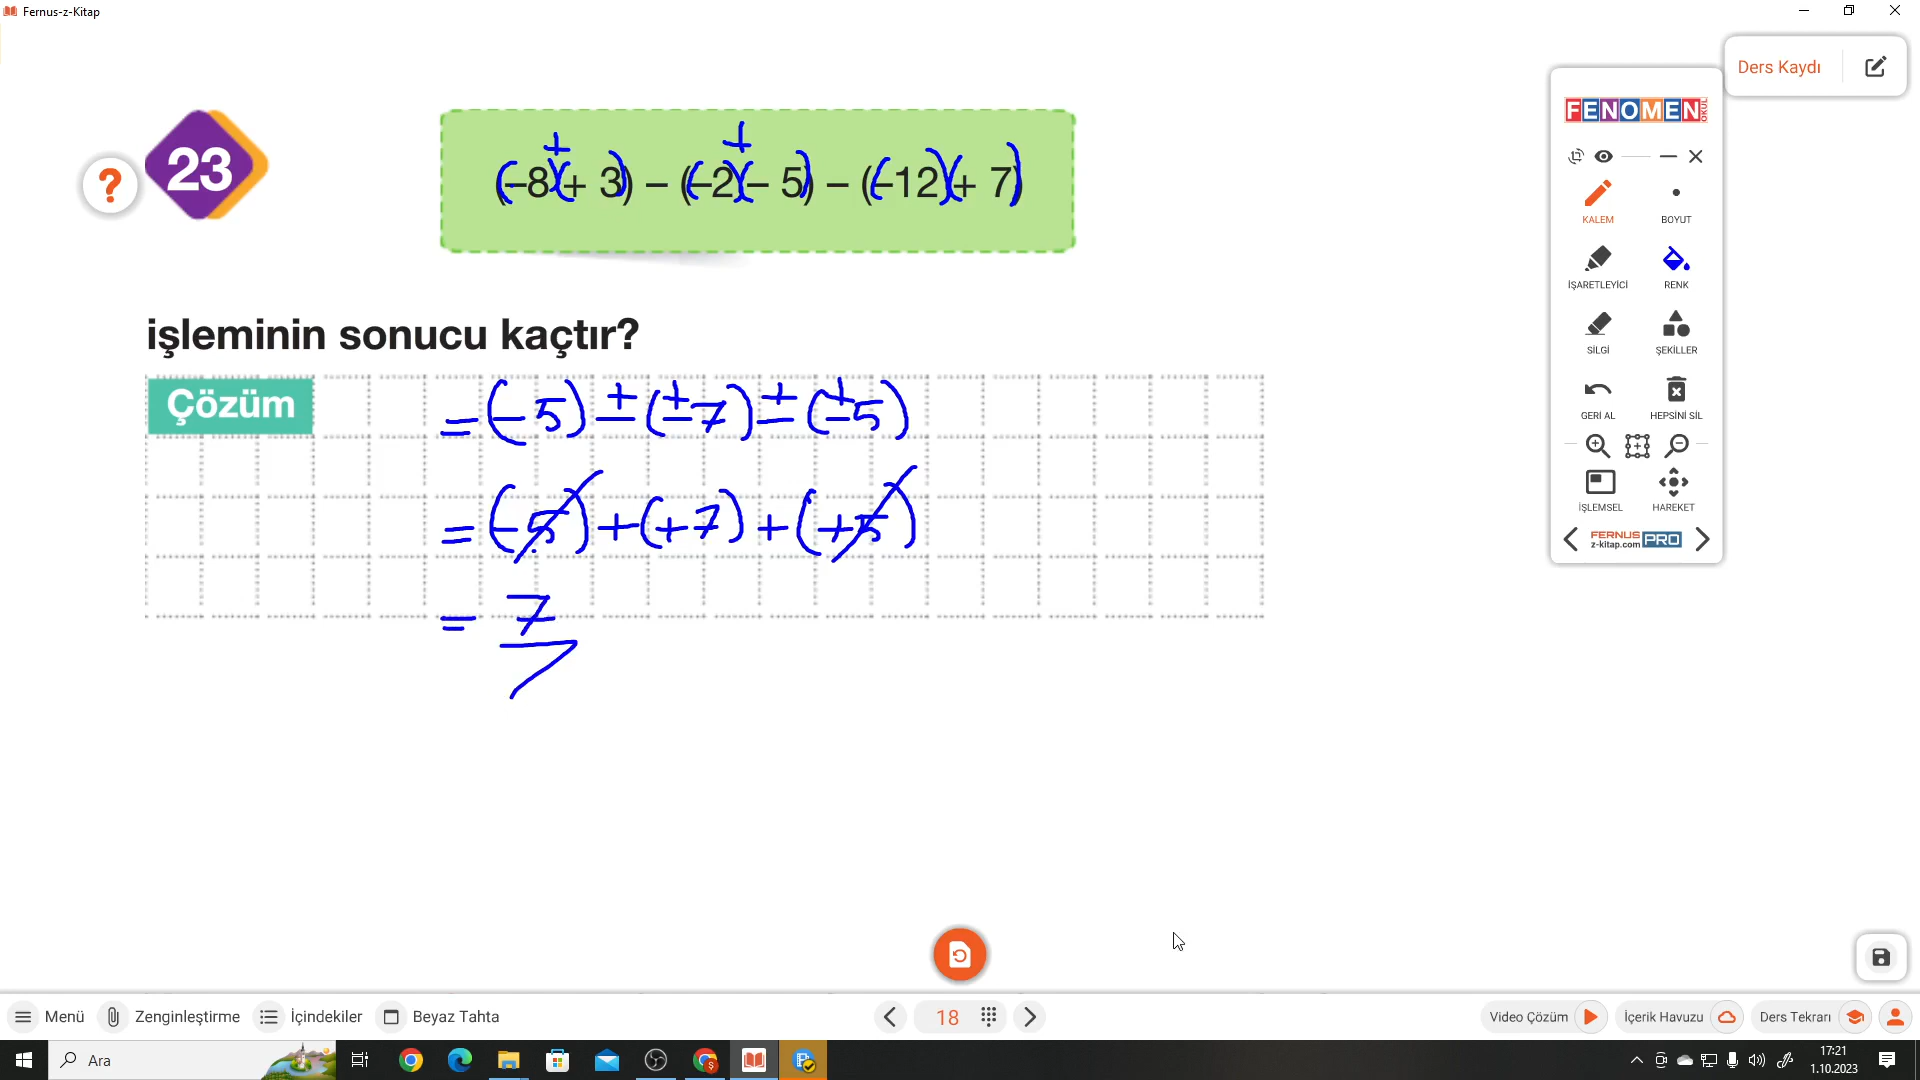 Fernus-z-Kitap
Ders Kaydı
FENOMEN OKUL
23
(–8 + 3) – (–2 – 5) – (–12 + 7)
KALEM
BOYUT
İŞARETLEYİCİ
RENK
işleminin sonucu kaçtır?
SİLGİ
ŞEKİLLER
Çözüm
= (-5) ± (±7) ± (±5)
GERİ AL
HEPSİNİ SİL
= (-5) + (+7) + (+5)
İŞLEMSEL
HAREKET
FERNUS z-kitap.com PRO
= 7
Menü
Zenginleştirme
İçindekiler
Beyaz Tahta
18
Video Çözüm
İçerik Havuzu
Ders Tekrarı
Ara
17:21
1.10.2023